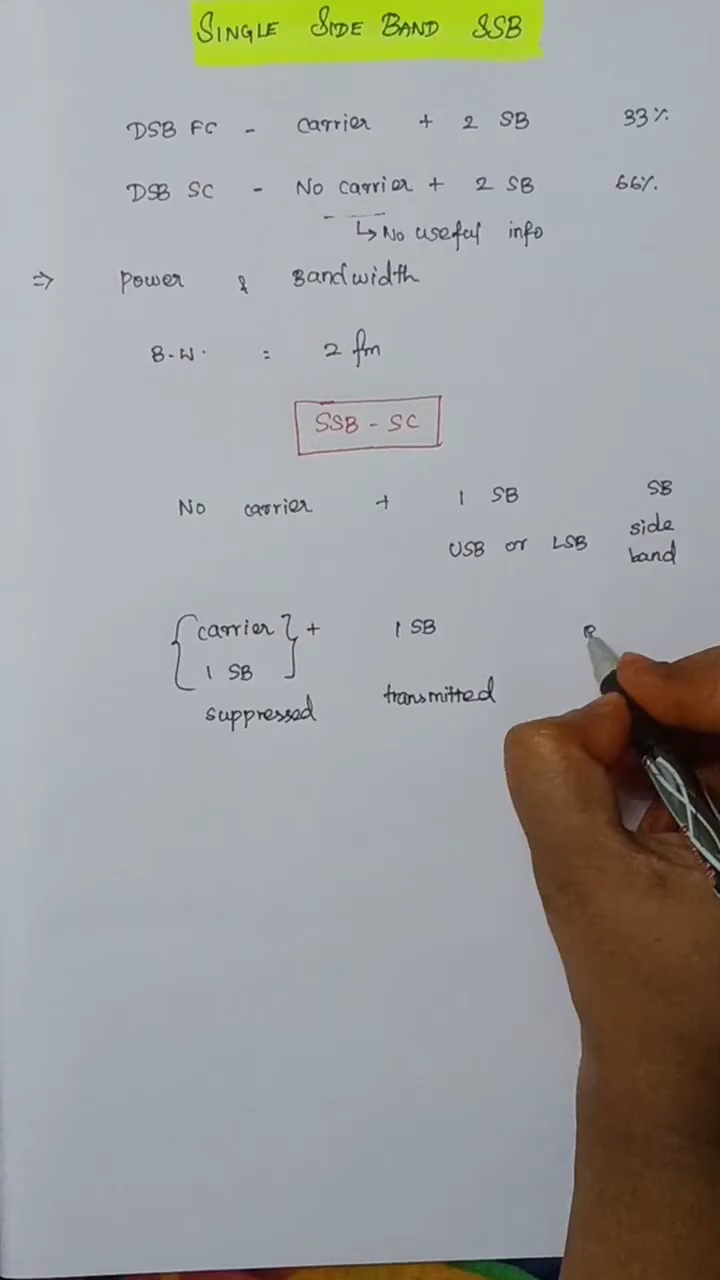 SINGLE SIDE BAND SSB
DSB FC - carrier + 2 SB 33%
DSB SC - No carrier + 2 SB 66%.
↳ No useful info
⇒ Power & Bandwidth
B.W. : 2 fm
SSB - SC
No carrier + 1 SB
USB or LSB
SB
side
band
{ carrier } + 1 SB
1 SB
suppressed transmitted